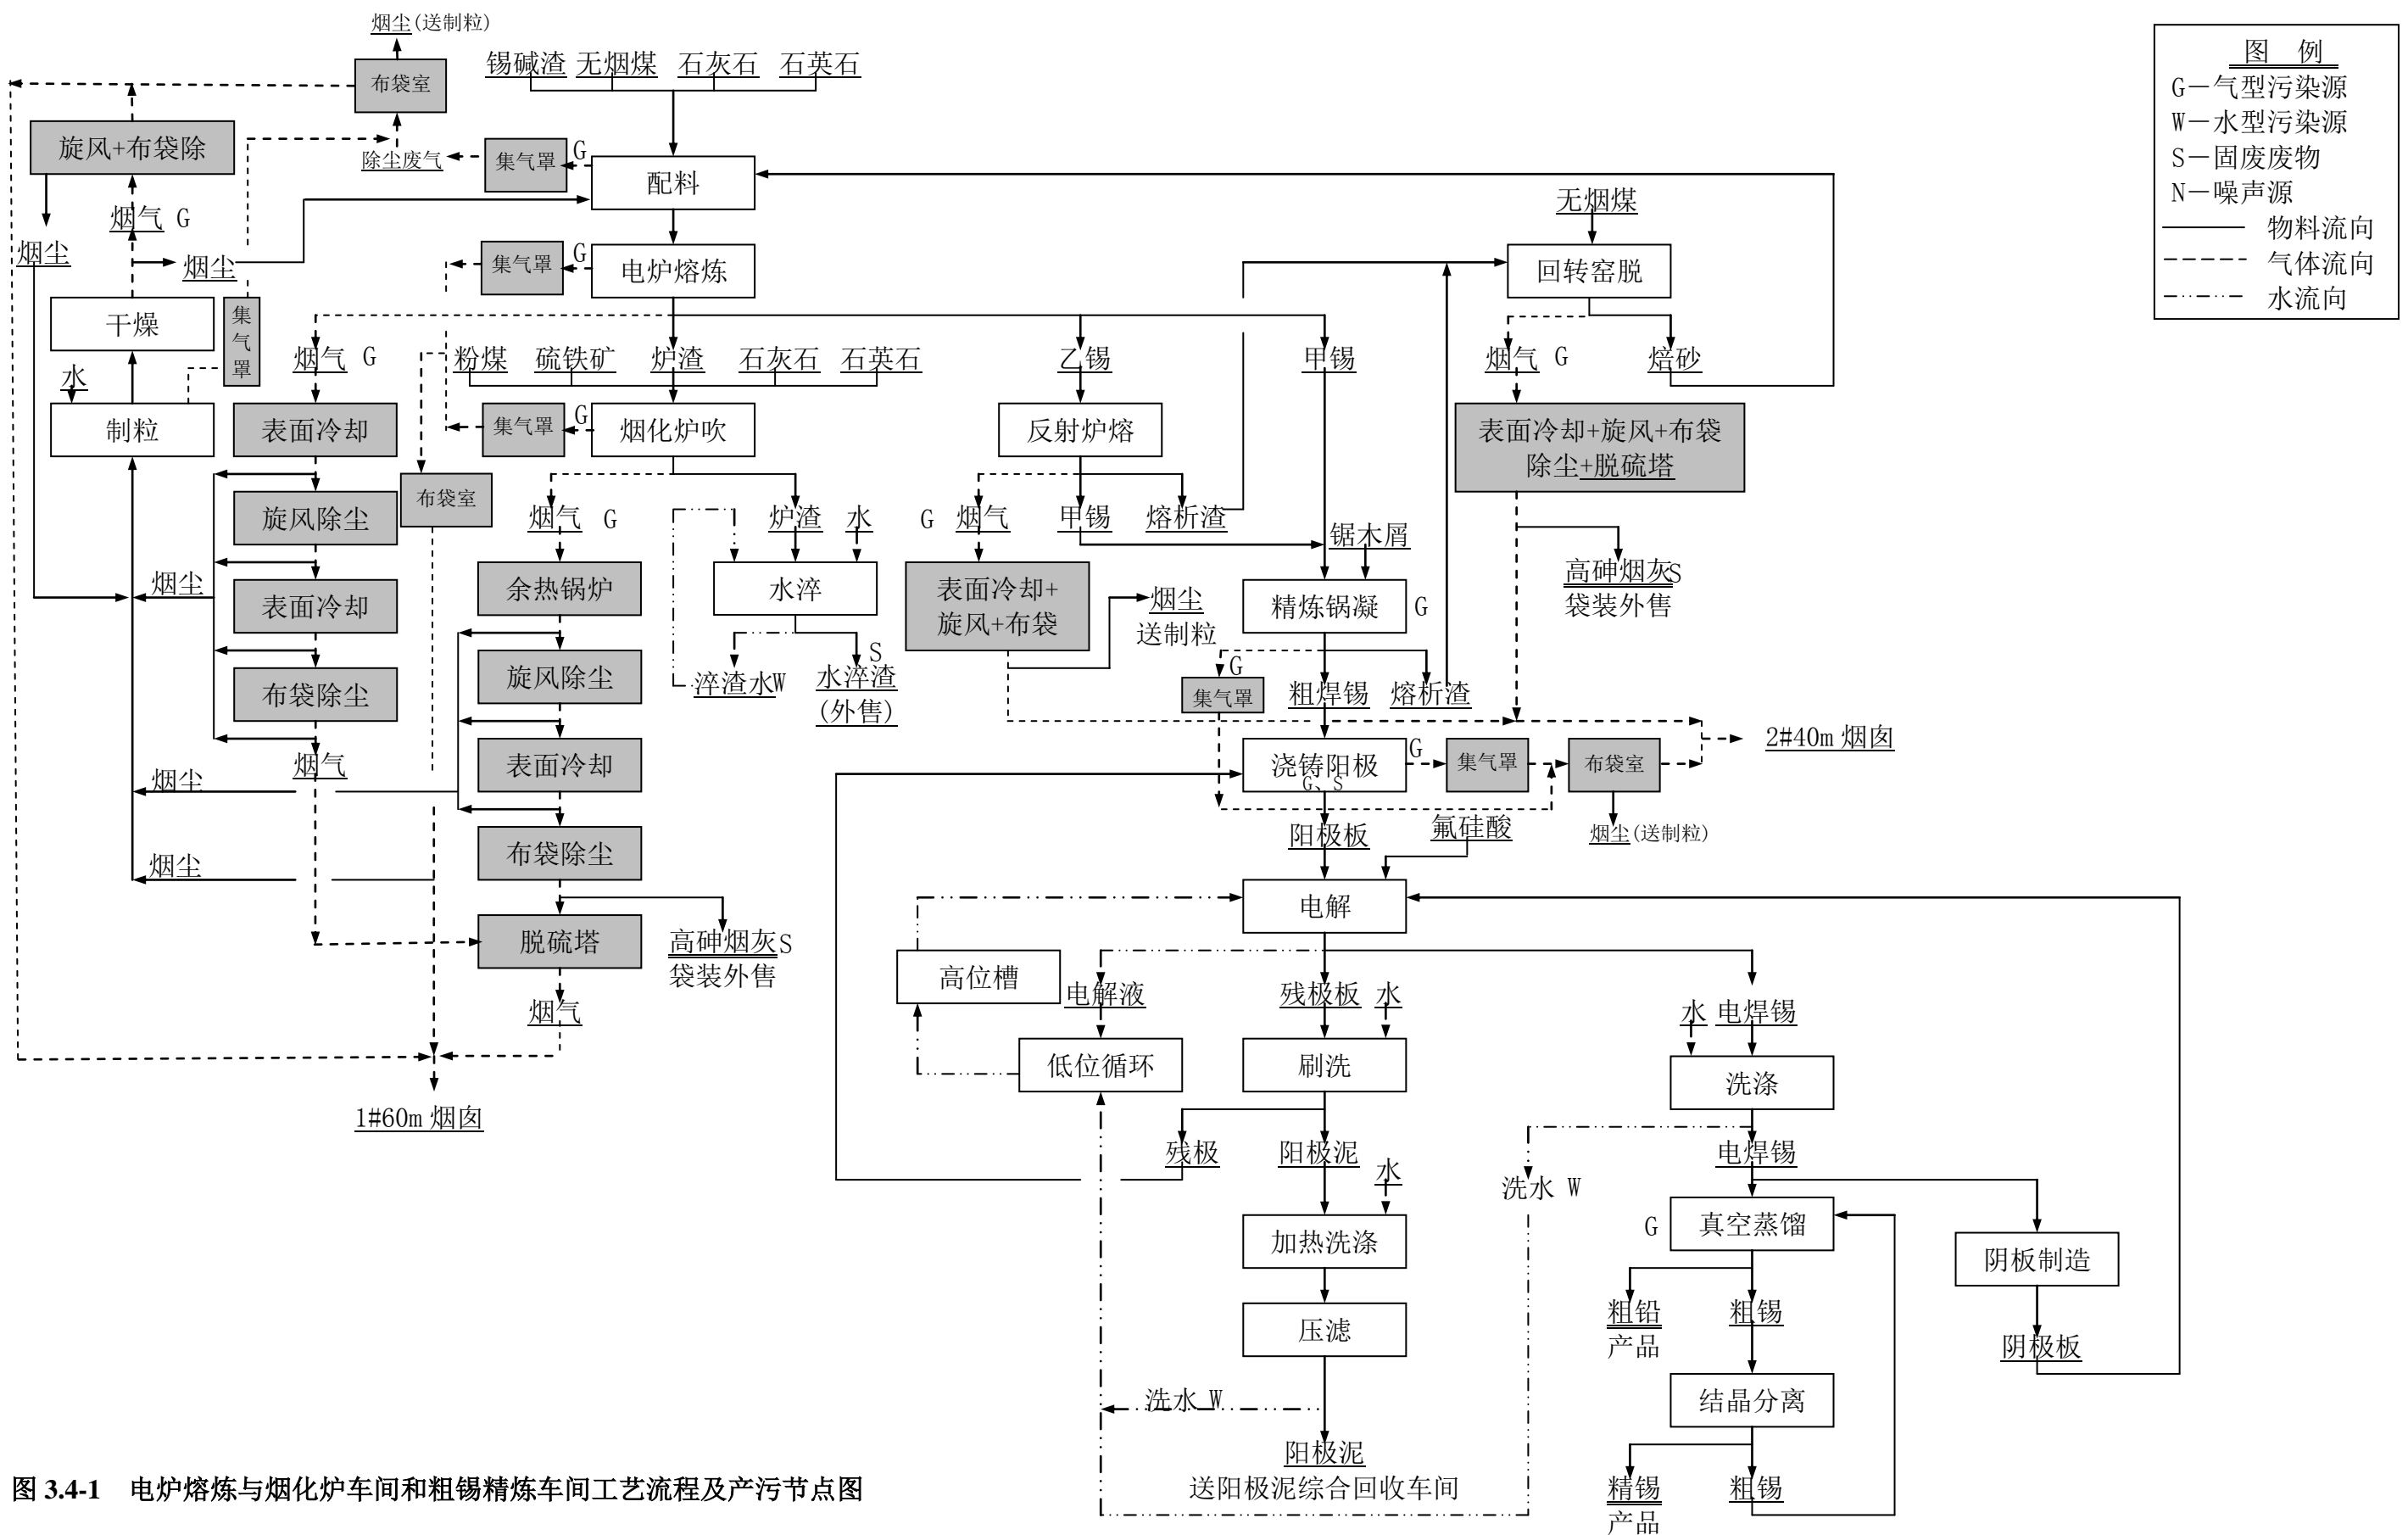 烟尘(送制粒)
锡碱渣 无烟煤 石灰石 石英石
布袋室
旋风+布袋除
除尘废气
集气罩
G
配料
烟气 G
烟尘
烟尘
集气罩
G
电炉熔炼
干燥
集气罩
水
制粒
烟气 G
粉煤 硫铁矿 炉渣 石灰石 石英石
表面冷却
集气罩
G
烟化炉吹
旋风除尘
布袋室
烟气 G
炉渣 水
烟尘
表面冷却
余热锅炉
水淬
布袋除尘
旋风除尘
淬渣水W
S
水淬渣
(外售)
烟气
表面冷却
烟尘
烟尘
布袋除尘
脱硫塔
高砷烟灰S
袋装外售
烟气
1#60m 烟囱
无烟煤
回转窑脱
乙锡
甲锡
烟气 G
焙砂
反射炉熔
表面冷却+旋风+布袋
除尘+脱硫塔
G 烟气
甲锡
熔析渣
锯木屑
高砷烟灰S
袋装外售
表面冷却+
旋风+布袋
烟尘
送制粒
精炼锅凝
G
G
集气罩
粗焊锡
熔析渣
2#40m 烟囱
浇铸阳极
G、S
G
集气罩
布袋室
烟尘(送制粒)
阳极板
氟硅酸
电解
高位槽
电解液
残极板
水
水
电焊锡
低位循环
刷洗
洗涤
残极
阳极泥
水
电焊锡
洗水 W
加热洗涤
G
真空蒸馏
阴板制造
压滤
粗铅
产品
粗锡
阴极板
洗水 W
结晶分离
阳极泥
送阳极泥综合回收车间
精锡
产品
粗锡
图 例
G—气型污染源
W—水型污染源
S—固废废物
N—噪声源
物料流向
气体流向
水流向
图 3.4-1 电炉熔炼与烟化炉车间和粗锡精炼车间工艺流程及产污节点图